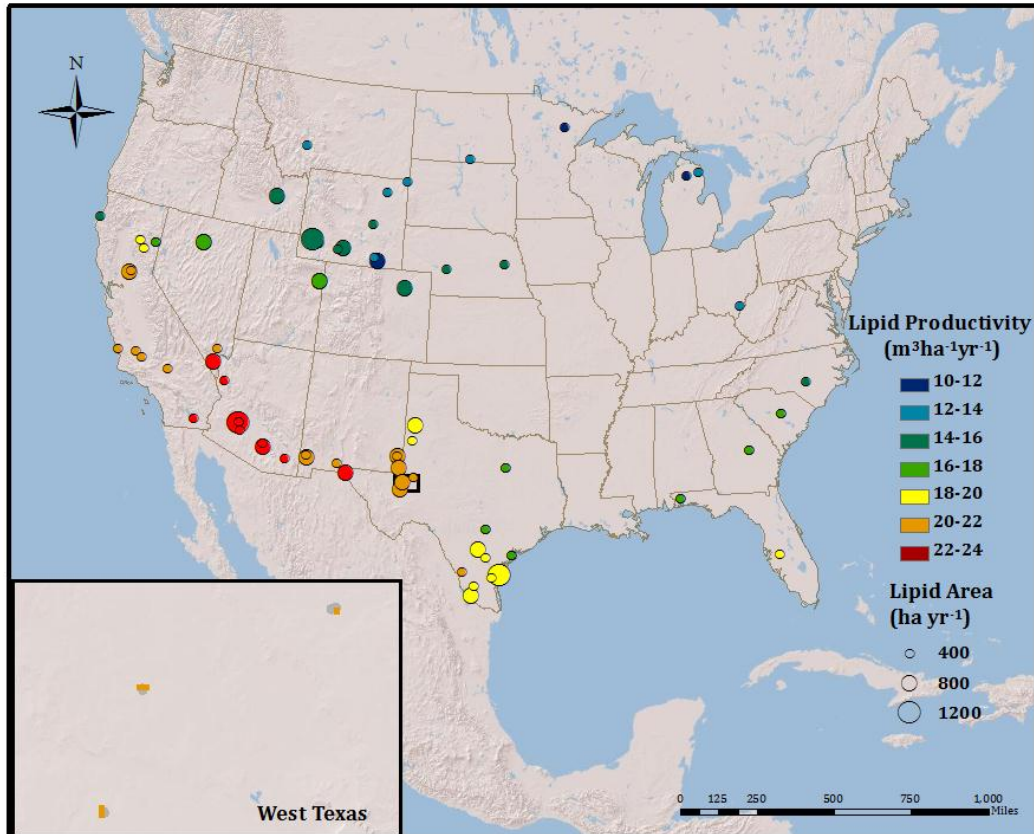 N
Lipid Productivity
(m³ha⁻¹yr⁻¹)
10-12
12-14
14-16
16-18
18-20
20-22
22-24
Lipid Area
(ha yr⁻¹)
400
800
1200
West Texas
0 125 250 500 750 1,000
Miles